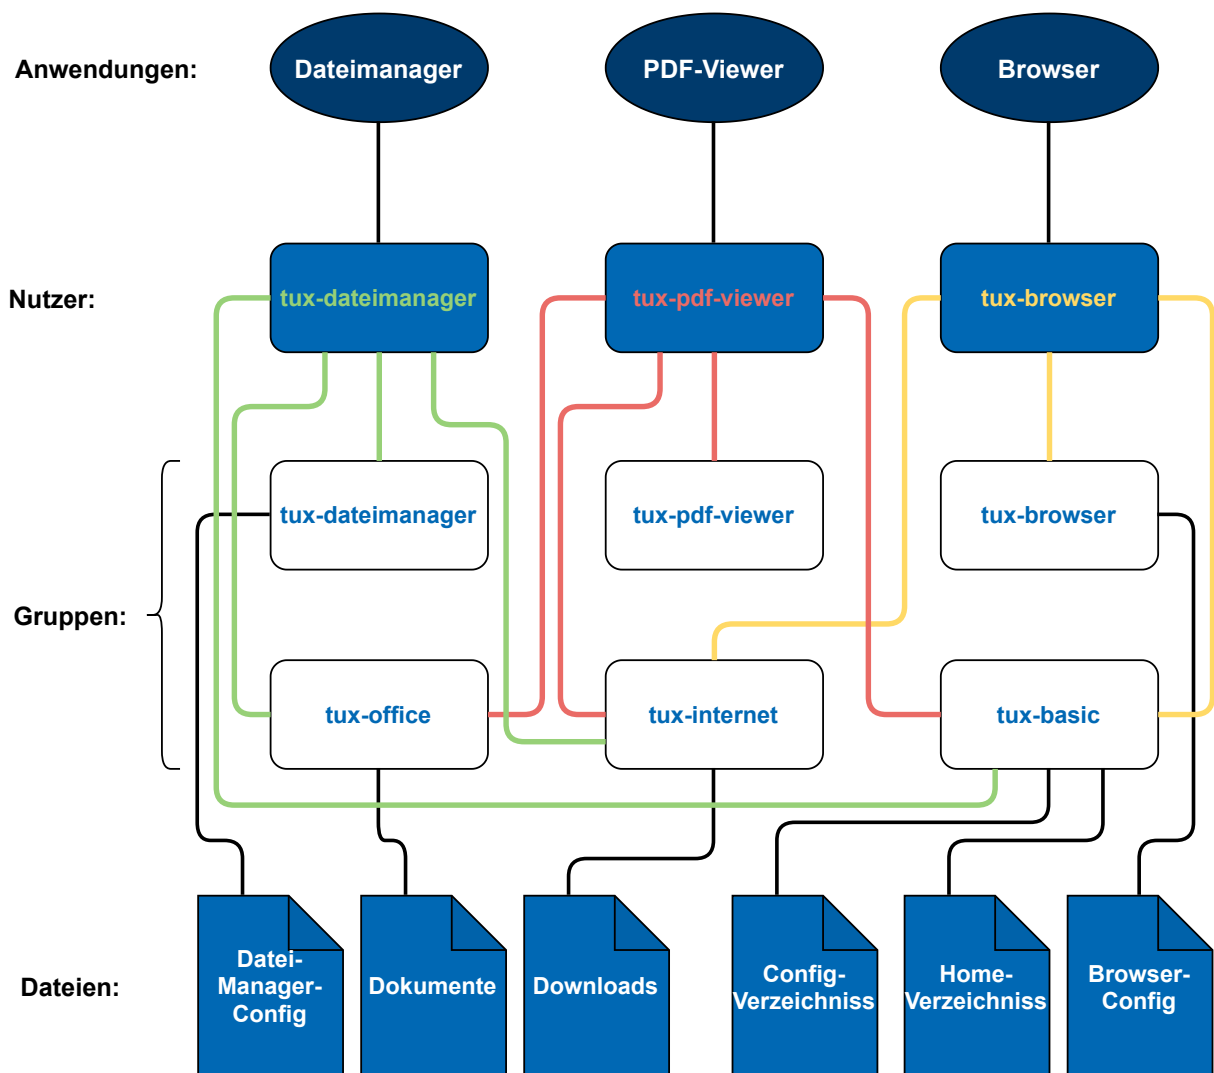 Anwendungen:
Dateimanager
PDF-Viewer
Browser
Nutzer:
tux-dateimanager
tux-pdf-viewer
tux-browser
Gruppen:
tux-dateimanager
tux-pdf-viewer
tux-browser
tux-office
tux-internet
tux-basic
Dateien:
Datei-
Manager-
Config
Dokumente
Downloads
Config-
Verzeichniss
Home-
Verzeichniss
Browser-
Config